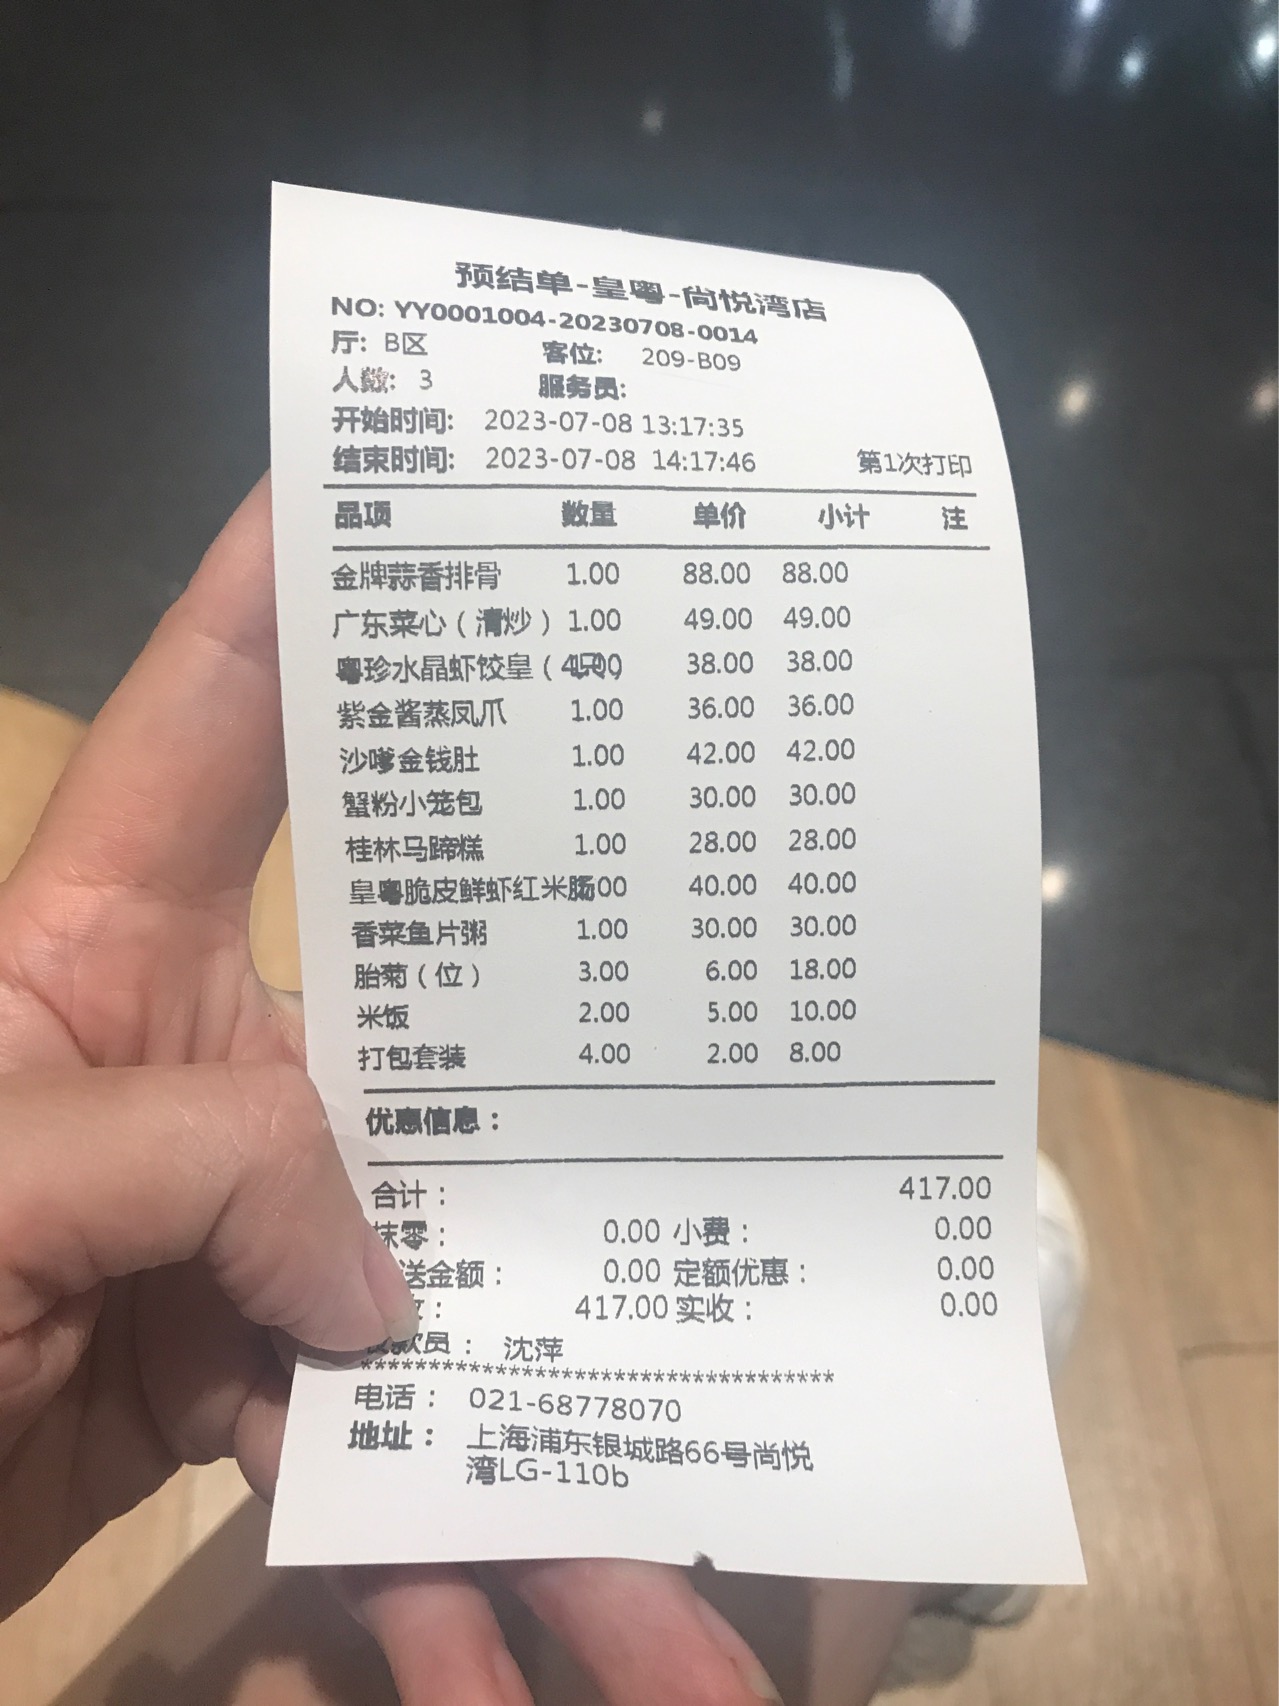 预结单-皇粤-尚悦湾店
NO: YY0001004-20230708-0014
厅: B区 客位: 209-B09
人数: 3 服务员:
开始时间: 2023-07-08 13:17:35
结束时间: 2023-07-08 14:17:46 第1次打印
品项 数量 单价 小计 注
金牌蒜香排骨 1.00 88.00 88.00
广东菜心（清炒） 1.00 49.00 49.00
粤珍水晶虾饺皇（4只 38.00 38.00
紫金酱蒸凤爪 1.00 36.00 36.00
沙嗲金钱肚 1.00 42.00 42.00
蟹粉小笼包 1.00 30.00 30.00
桂林马蹄糕 1.00 28.00 28.00
皇粤脆皮鲜虾红米肠 40.00 40.00
香菜鱼片粥 1.00 30.00 30.00
胎菊（位） 3.00 6.00 18.00
米饭 2.00 5.00 10.00
打包套装 4.00 2.00 8.00
优惠信息：
合计： 417.00
抹零： 0.00 小费： 0.00
送金额： 0.00 定额优惠： 0.00
417.00 实收： 0.00
款员： 沈萍
***********************************
电话： 021-68778070
地址： 上海浦东银城路66号尚悦
湾LG-110b